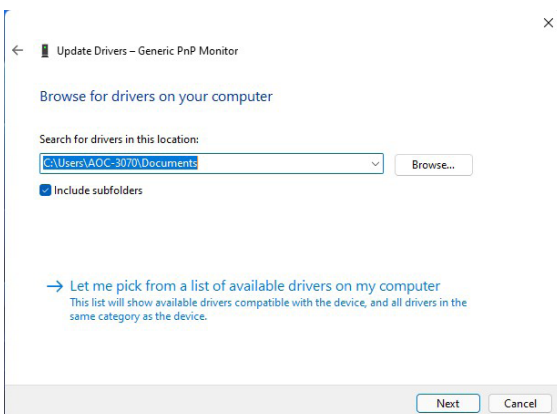 Update Drivers – Generic PnP Monitor
Browse for drivers on your computer
Search for drivers in this location:
C:\Users\AOC-3070\Documents
Browse...
Include subfolders
Let me pick from a list of available drivers on my computer
This list will show available drivers compatible with the device, and all drivers in the
same category as the device.
Next
Cancel